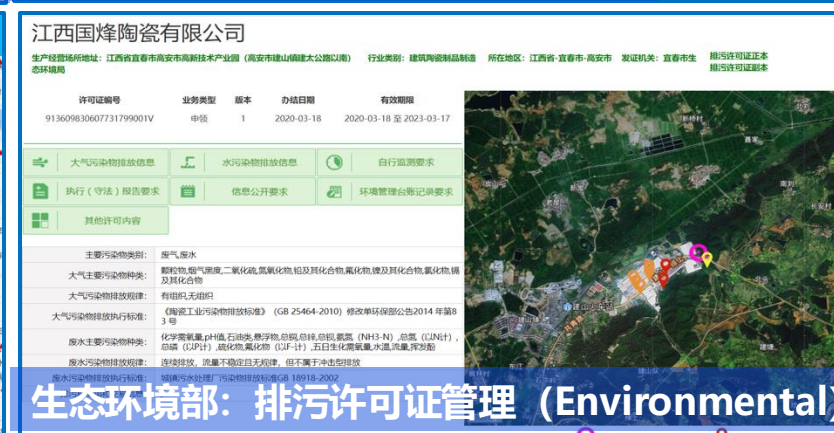 江西国烽陶瓷有限公司
生产经营场所地址：江西省宜春市高安市高新技术产业园（高安市建山镇建太公路以南） 行业类别：建筑陶瓷制品制造 所在地区：江西省-宜春市-高安市 发证机关：宜春市生态环境局
排污许可证正本
排污许可证副本
许可证编号 业务类型 版本 办结日期 有效期限
913609830607731799001V 申领 1 2020-03-18 2020-03-18 至 2023-03-17
大气污染物排放信息 水污染物排放信息 自行监测要求
执行（守法）报告要求 信息公开要求 环境管理台账记录要求
其他许可内容
主要污染物类别： 废气,废水
大气主要污染物种类： 颗粒物,烟气黑度,二氧化硫,氮氧化物,铅及其化合物,氟化物,镍及其化合物,氯化物,镉及其化合物
大气污染物排放规律： 有组织,无组织
大气污染物排放执行标准： 《陶瓷工业污染物排放标准》（GB 25464-2010）修改单环保部公告2014 年第83 号
废水主要污染物种类： 化学需氧量,pH值,石油类,悬浮物,总铜,总锌,总钡,氨氮（NH3-N）,总氮（以N计）,总磷（以P计）,硫化物,氟化物（以F-计）,五日生化需氧量,水温,流量,挥发酚
废水污染物排放规律： 连续排放，流量不稳定且无规律，但不属于冲击型排放
废水污染物排放执行标准： 城镇污水处理厂污染物排放标准GB 18918-2002
生态环境部：排污许可证管理（Environmental）
新桥村
建山镇